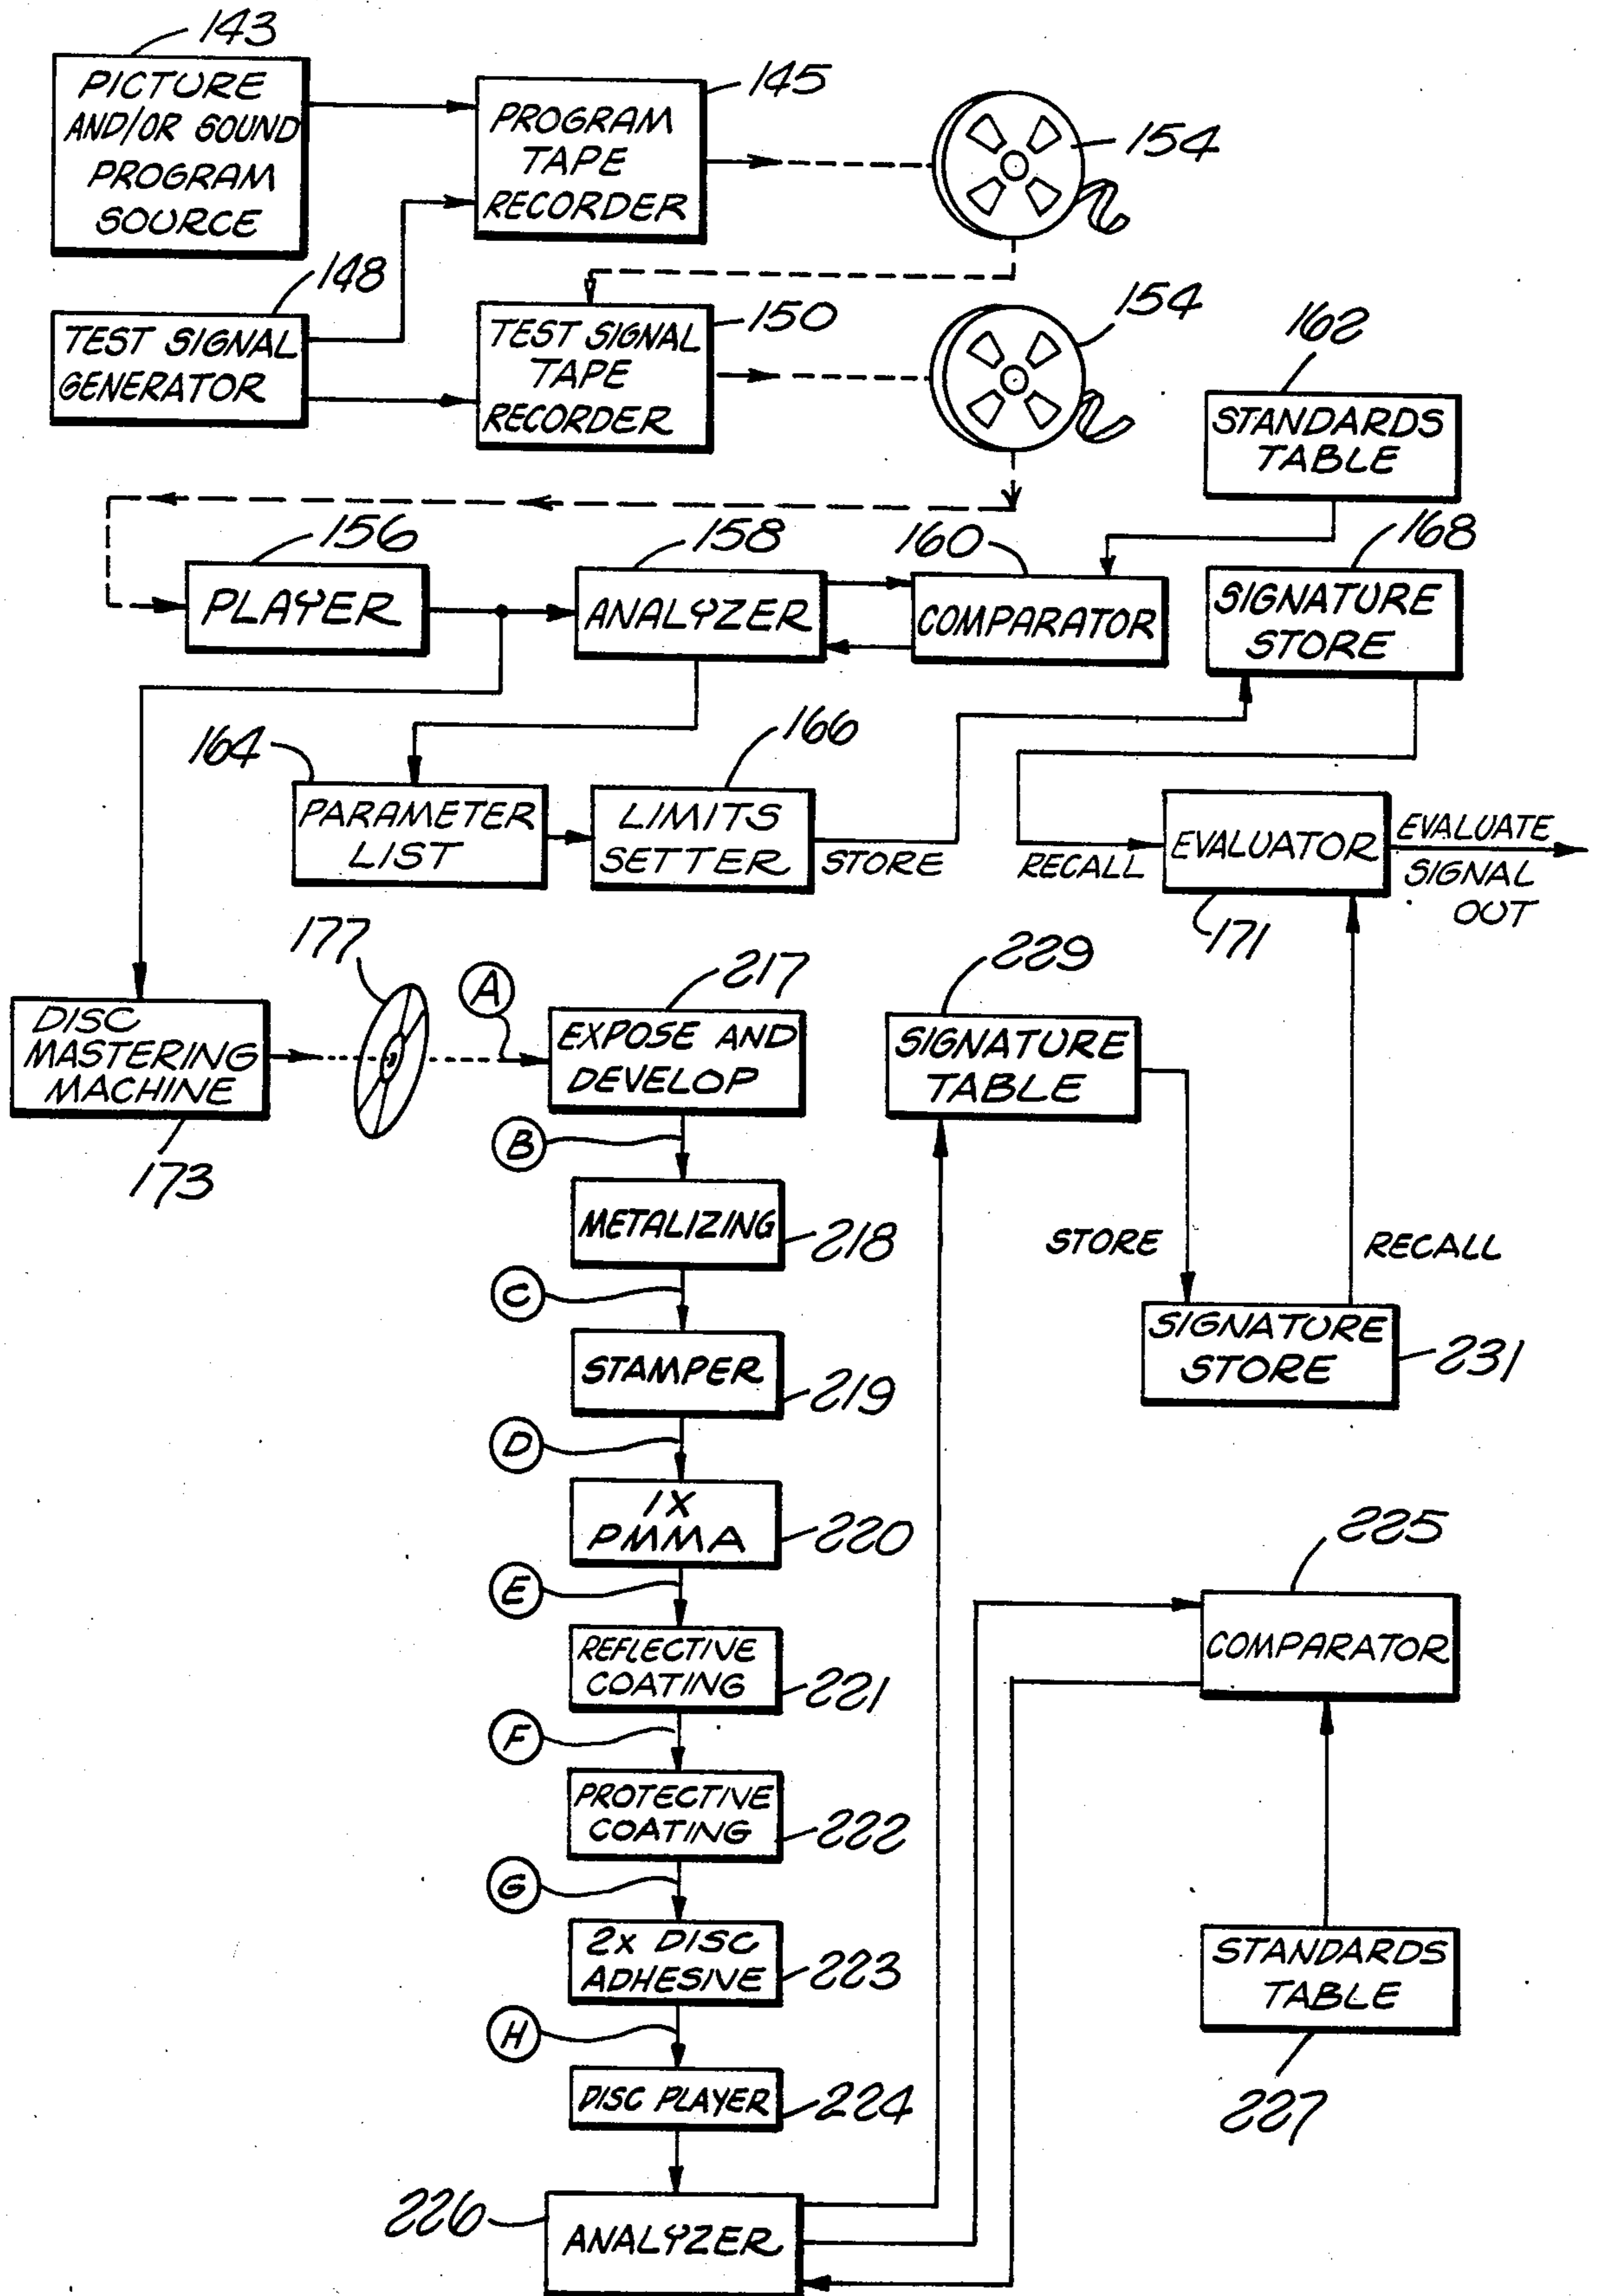 143
PICTURE
AND/OR SOUND
PROGRAM
SOURCE
145
PROGRAM
TAPE
RECORDER
154
148
TEST SIGNAL
GENERATOR
150
TEST SIGNAL
TAPE
RECORDER
154
162
STANDARDS
TABLE
156
PLAYER
158
ANALYZER
160
COMPARATOR
168
SIGNATURE
STORE
164
PARAMETER
LIST
166
LIMITS
SETTER
STORE
RECALL
EVALUATOR
171
EVALUATE
SIGNAL
OUT
DISC
MASTERING
MACHINE
173
177
A
217
EXPOSE AND
DEVELOP
229
SIGNATURE
TABLE
B
METALIZING
218
STORE
RECALL
C
STAMPER
219
SIGNATURE
STORE
231
D
1X
PMMA
220
E
REFLECTIVE
COATING
221
225
COMPARATOR
F
PROTECTIVE
COATING
222
G
2X DISC
ADHESIVE
223
STANDARDS
TABLE
227
H
DISC PLAYER
224
226
ANALYZER